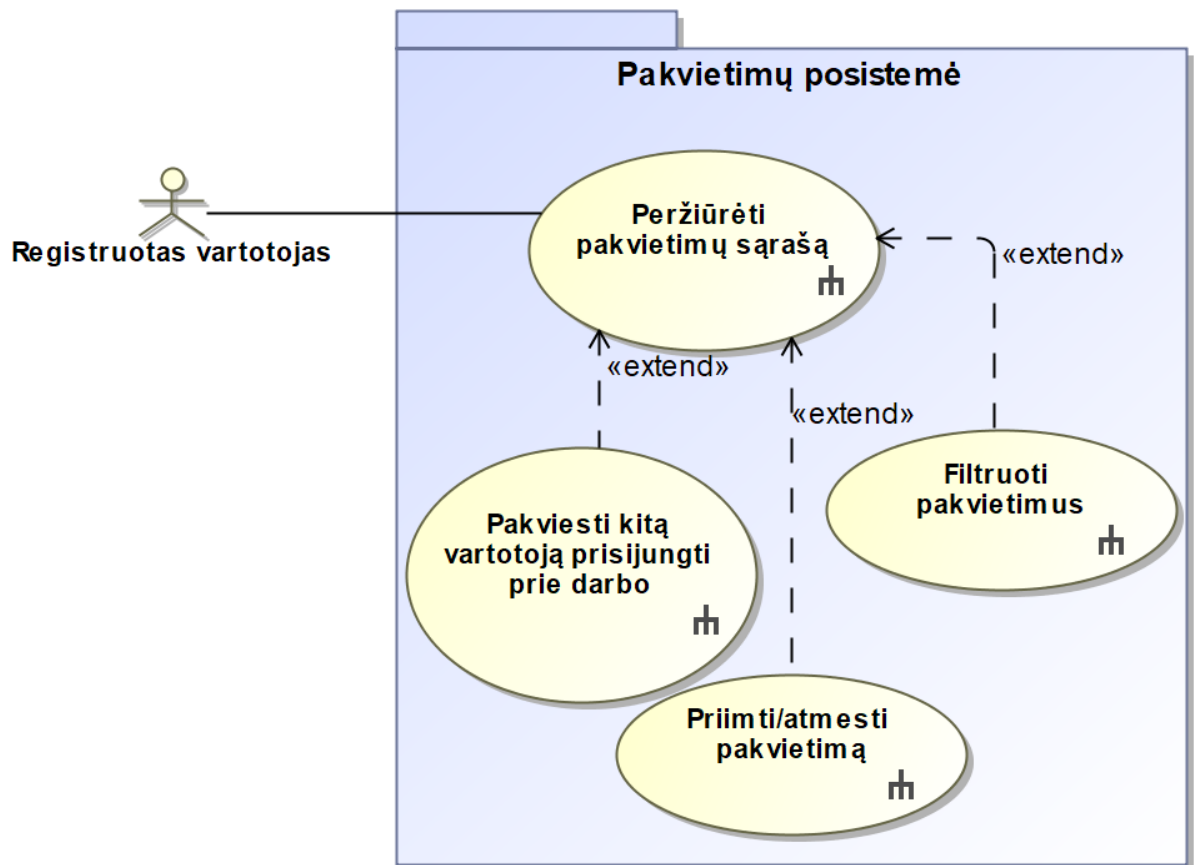 Pakvietimų posistemė
Registruotas vartotojas
Peržiūrėti
pakvietimų sąrašą
«extend»
«extend»
«extend»
Filtruoti
pakvietimus
Pakviesti kitą
vartotoją prisijungti
prie darbo
Priimti/atmesti
pakvietimą